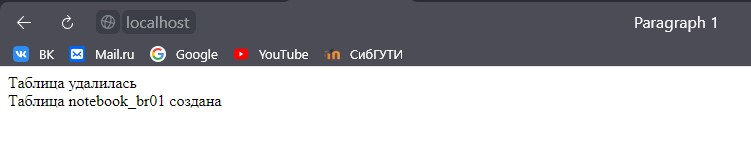 localhost
Paragraph 1
ВК Mail.ru Google YouTube СибГУТИ
Таблица удалилась
Таблица notebook_br01 создана